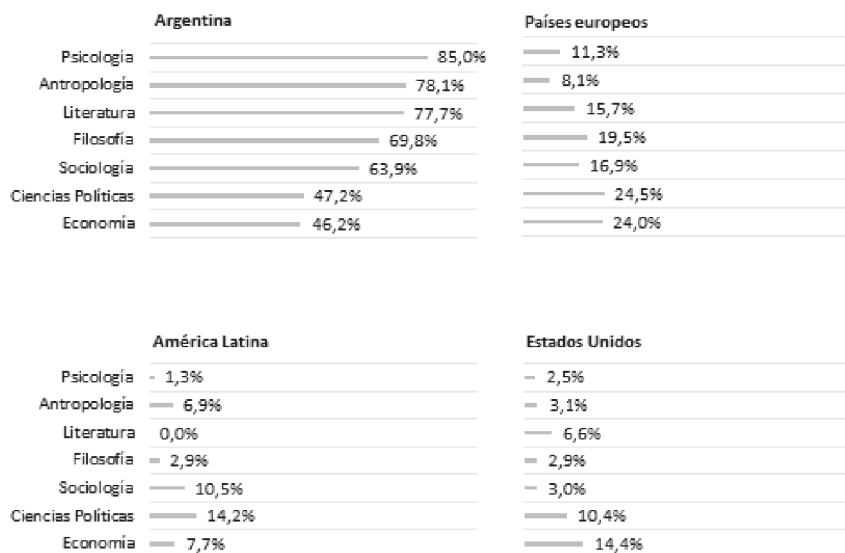 Argentina Países europeos
Psicología 85,0% 11,3%
Antropología 78,1% 8,1%
Literatura 77,7% 15,7%
Filosofía 69,8% 19,5%
Sociología 63,9% 16,9%
Ciencias Políticas 47,2% 24,5%
Economía 46,2% 24,0%
América Latina Estados Unidos
Psicología 1,3% 2,5%
Antropología 6,9% 3,1%
Literatura 0,0% 6,6%
Filosofía 2,9% 2,9%
Sociología 10,5% 3,0%
Ciencias Políticas 14,2% 10,4%
Economía 7,7% 14,4%